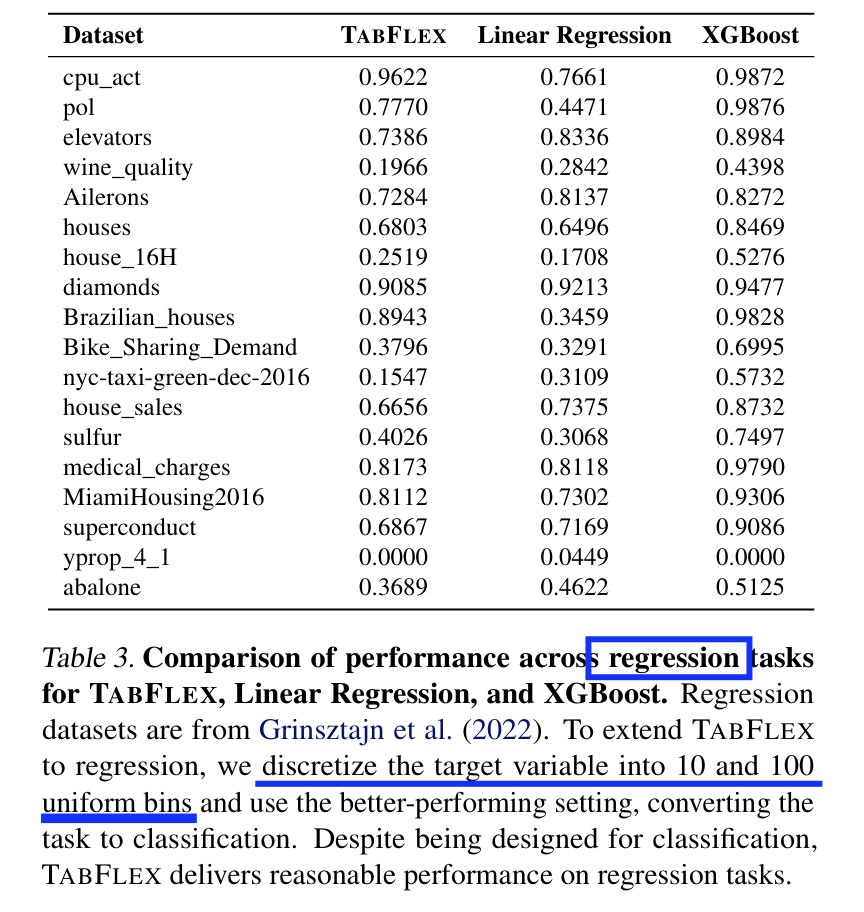 Dataset TABFLEX Linear Regression XGBoost
cpu_act 0.9622 0.7661 0.9872
pol 0.7770 0.4471 0.9876
elevators 0.7386 0.8336 0.8984
wine_quality 0.1966 0.2842 0.4398
Ailerons 0.7284 0.8137 0.8272
houses 0.6803 0.6496 0.8469
house_16H 0.2519 0.1708 0.5276
diamonds 0.9085 0.9213 0.9477
Brazilian_houses 0.8943 0.3459 0.9828
Bike_Sharing_Demand 0.3796 0.3291 0.6995
nyc-taxi-green-dec-2016 0.1547 0.3109 0.5732
house_sales 0.6656 0.7375 0.8732
sulfur 0.4026 0.3068 0.7497
medical_charges 0.8173 0.8118 0.9790
MiamiHousing2016 0.8112 0.7302 0.9306
superconduct 0.6867 0.7169 0.9086
yprop_4_1 0.0000 0.0449 0.0000
abalone 0.3689 0.4622 0.5125
Table 3. Comparison of performance across regression tasks
for TABFLEX, Linear Regression, and XGBoost. Regression
datasets are from Grinsztajn et al. (2022). To extend TABFLEX
to regression, we discretize the target variable into 10 and 100
uniform bins and use the better-performing setting, converting the
task to classification. Despite being designed for classification,
TABFLEX delivers reasonable performance on regression tasks.